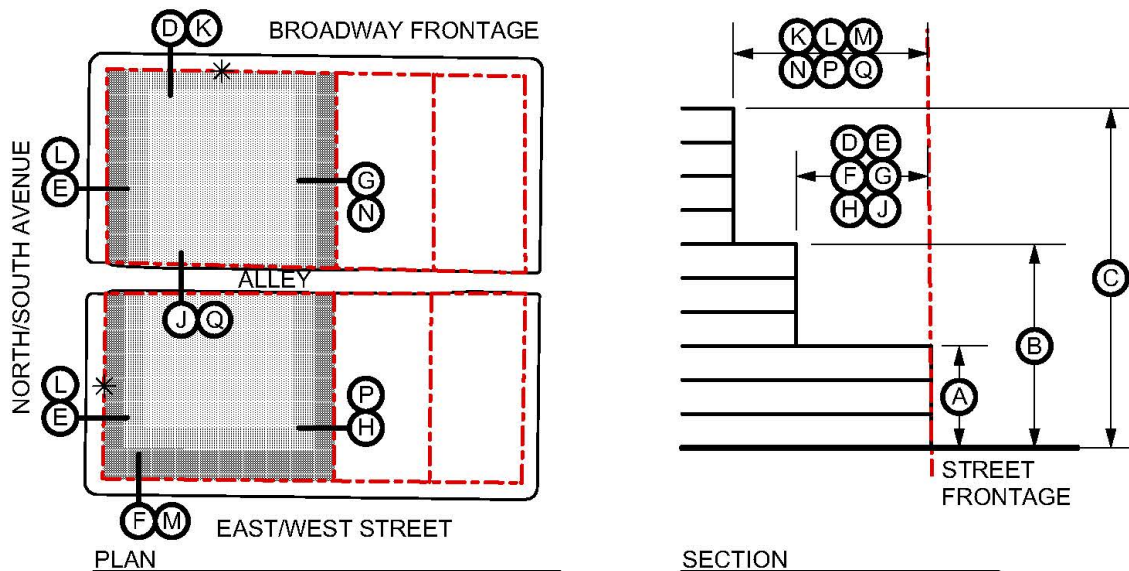 D K
BROADWAY FRONTAGE
L
E
G
N
NORTH/SOUTH AVENUE
ALLEY
J Q
L
E
P
H
F M
EAST/WEST STREET
PLAN
K L M
N P Q
D E
F G
H J
C
B
A
STREET
FRONTAGE
SECTION